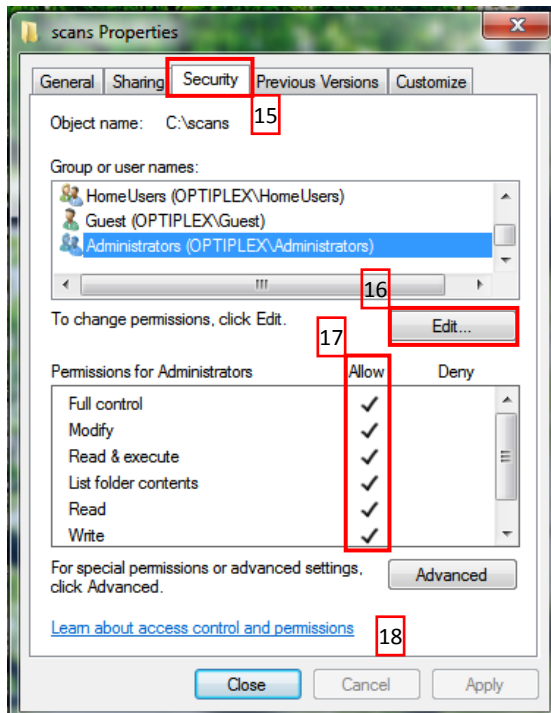 scans Properties
x
General Sharing Security Previous Versions Customize
15
Object name: C:\scans
Group or user names:
HomeUsers (OPTIPLEX\HomeUsers)
Guest (OPTIPLEX\Guest)
Administrators (OPTIPLEX\Administrators)
16
To change permissions, click Edit. Edit...
17
Permissions for Administrators Allow Deny
Full control
Modify
Read & execute
List folder contents
Read
Write
For special permissions or advanced settings, Advanced
click Advanced.
Learn about access control and permissions
18
Close Cancel Apply